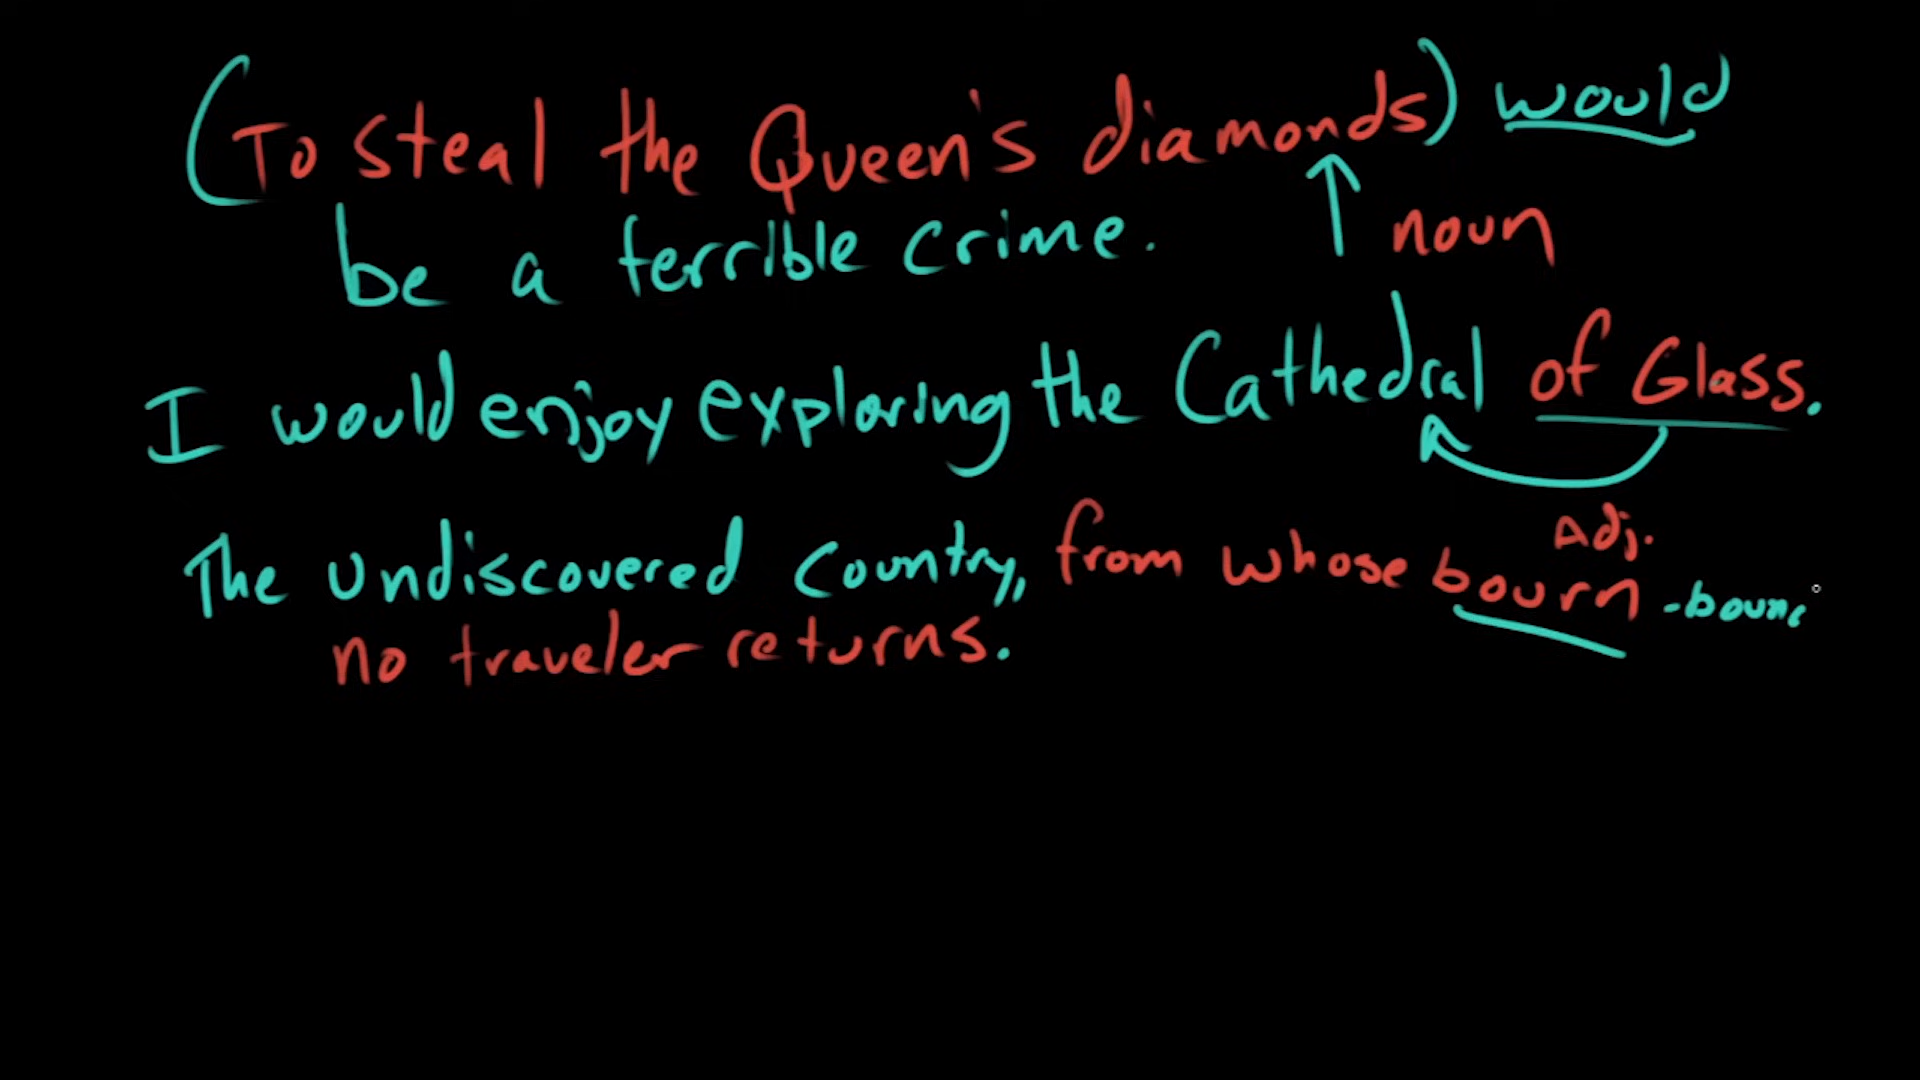 (To steal the Queen's diamonds) would
be a terrible crime.
noun
I would enjoy exploring the Cathedral of Glass.
Adj.
The undiscovered country, from whose bourn
no traveler returns.